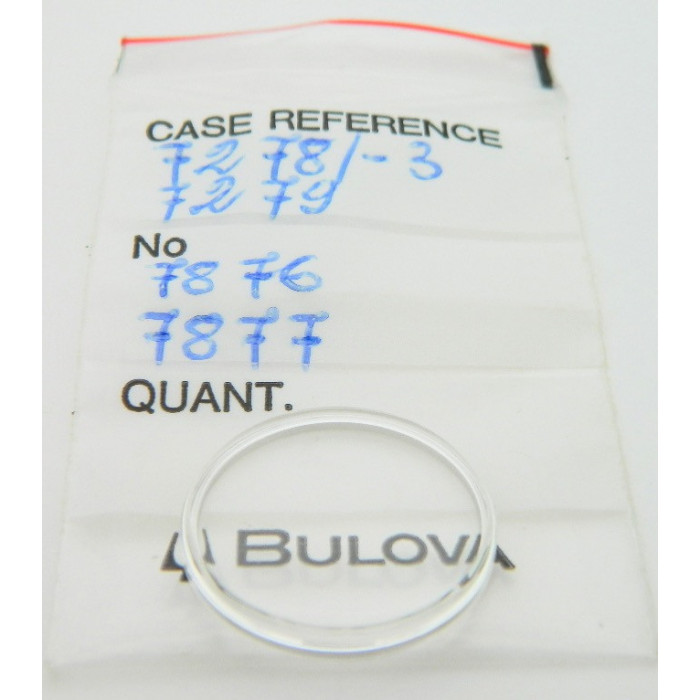 CASE REFERENCE
7278/-3
7279
No
7876
7877
QUANT.
BULOVA